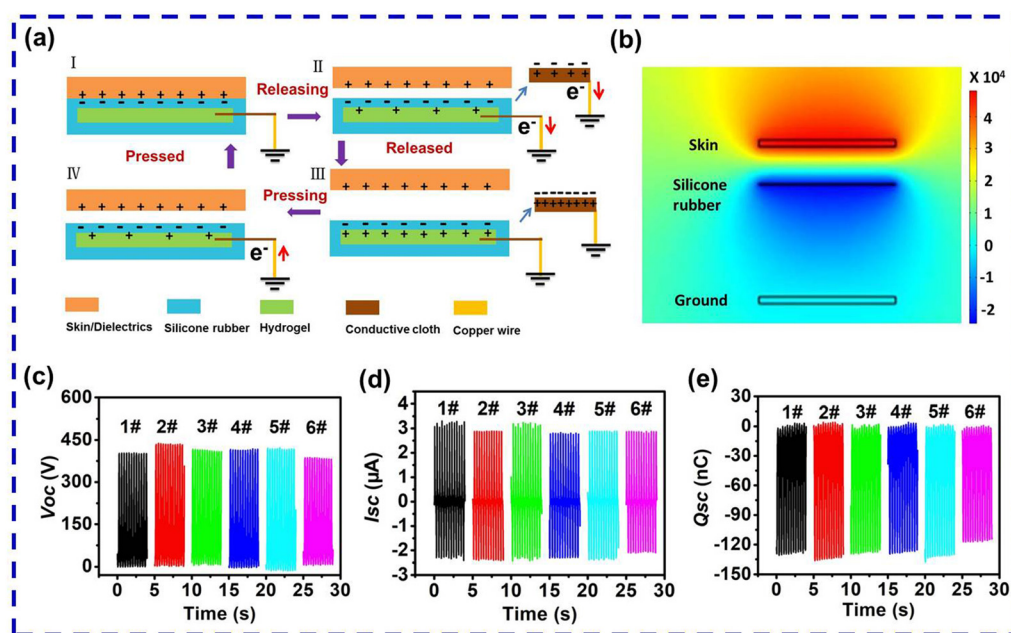 (a)
I
II
Releasing
e-
e-
Pressed
Released
IV
III
Pressing
e-
Skin/Dielectrics
Silicone rubber
Hydrogel
Conductive cloth
Copper wire
(b)
X 10⁴
Skin
Silicone
rubber
Ground
4
3
2
1
0
-1
-2
(c)
600
450
300
150
0
Voc (V)
1# 2# 3# 4# 5# 6#
0 5 10 15 20 25 30
Time (s)
(d)
4
3
2
1
0
-1
-2
-3
Isc (μA)
1# 2# 3# 4# 5# 6#
0 5 10 15 20 25 30
Time (s)
(e)
30
0
-30
-60
-90
-120
-150
Qsc (nC)
1# 2# 3# 4# 5# 6#
0 5 10 15 20 25 30
Time (s)